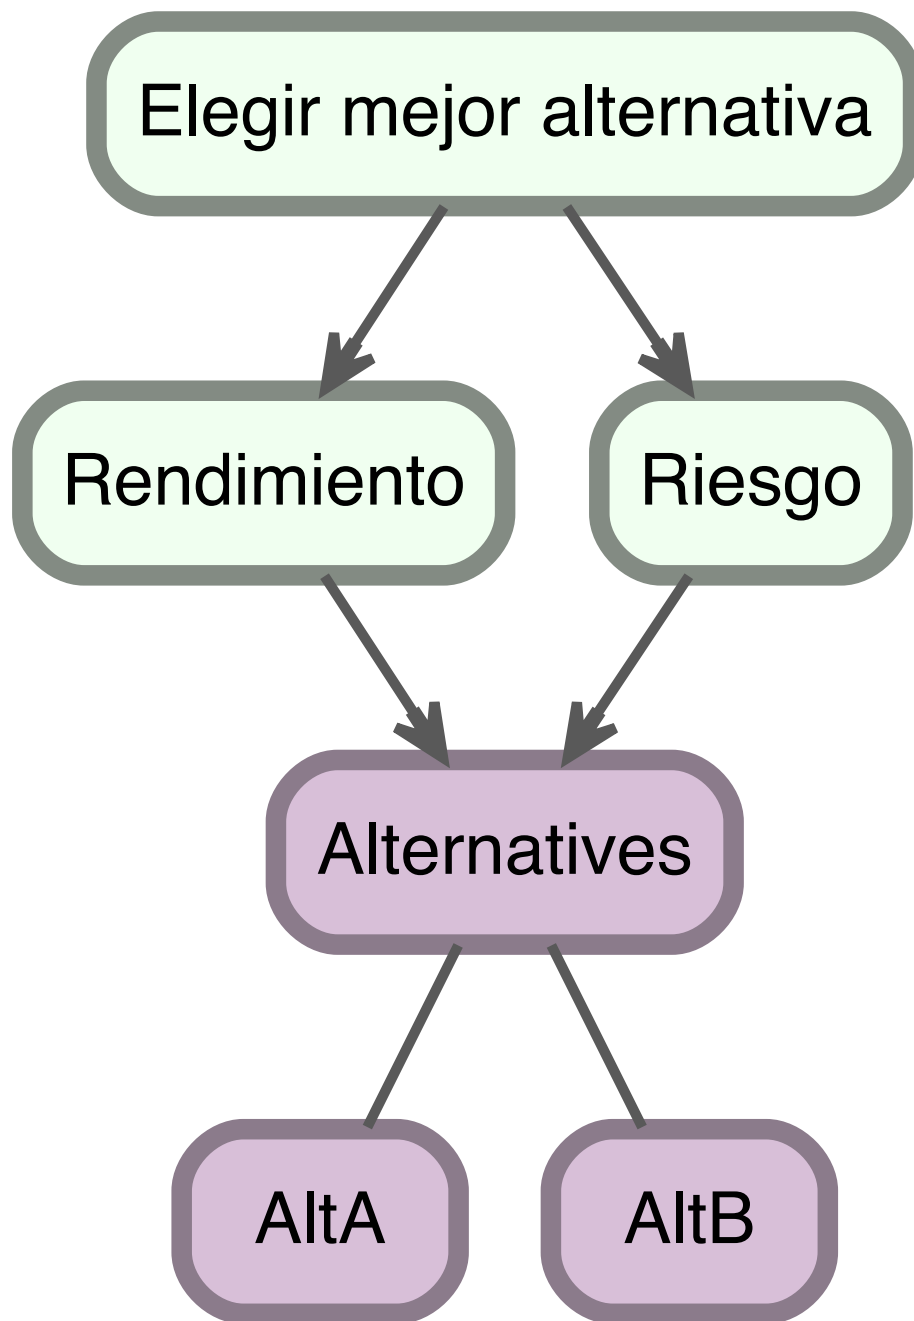 Elegir mejor alternativa
Rendimiento
Riesgo
Alternatives
AltA
AltB